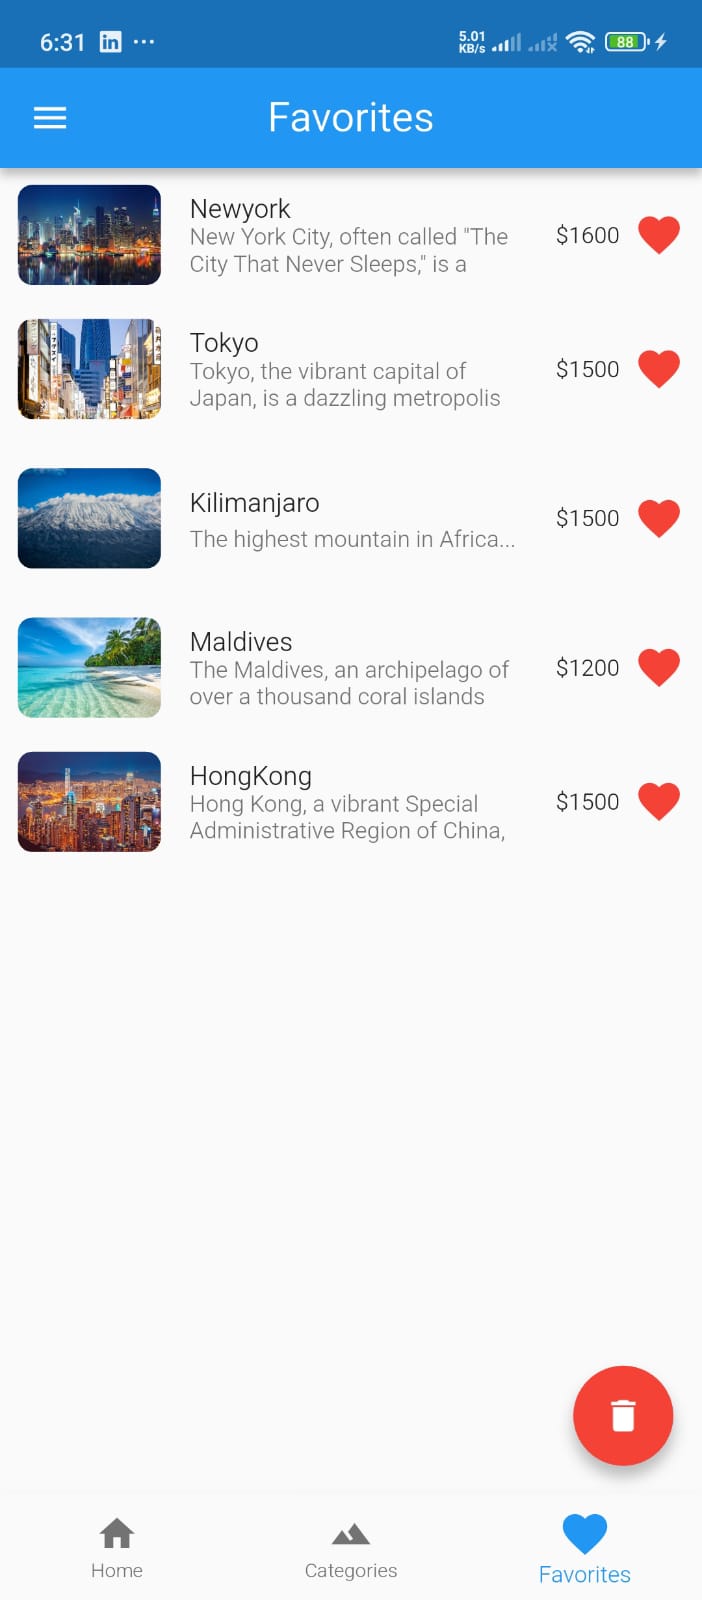 6:31 in ...
5.01
KB/s
88
Favorites
Newyork
New York City, often called "The
City That Never Sleeps," is a
$1600
Tokyo
Tokyo, the vibrant capital of
Japan, is a dazzling metropolis
$1500
Kilimanjaro
The highest mountain in Africa...
$1500
Maldives
The Maldives, an archipelago of
over a thousand coral islands
$1200
HongKong
Hong Kong, a vibrant Special
Administrative Region of China,
$1500
Home
Categories
Favorites